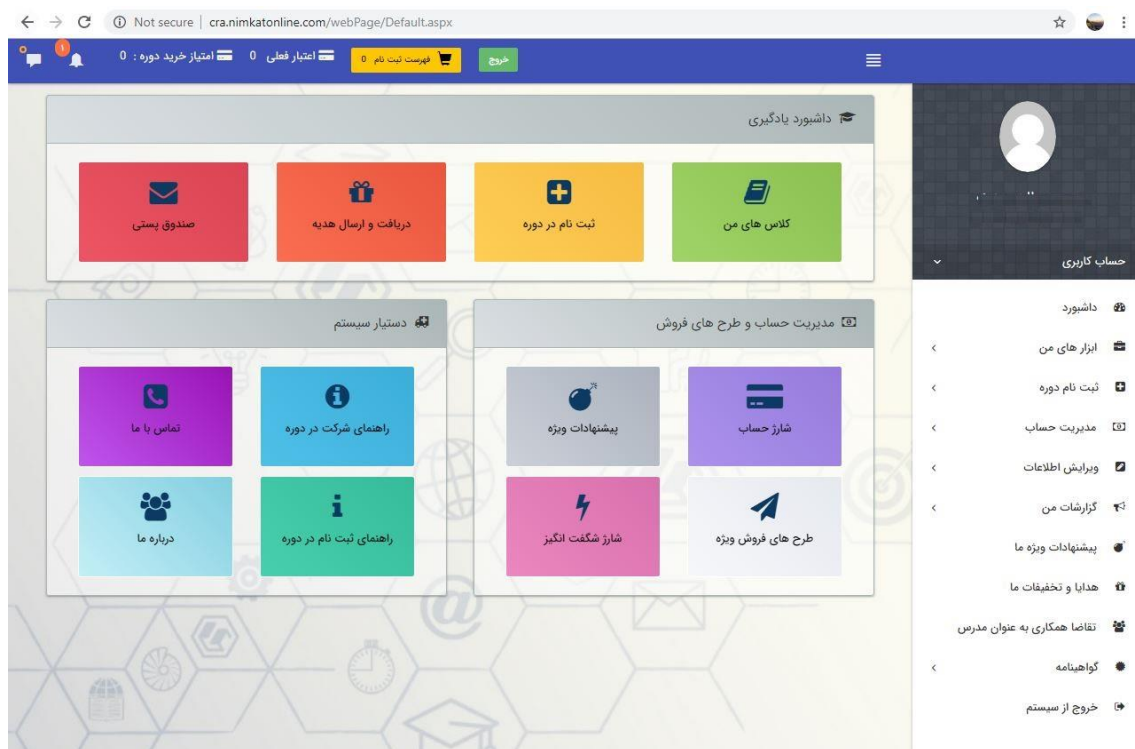 Not secure | cra.nimkatonline.com/webPage/Default.aspx
خروج
فهرست ثبت نام 0
اعتبار فعلی 0
امتیاز خرید دوره : 0
۱
حساب کاربری
داشبورد
ابزار های من
ثبت نام دوره
مدیریت حساب
ویرایش اطلاعات
گزارشات من
پیشنهادات ویژه ما
هدایا و تخفیفات ما
تقاضا همکاری به عنوان مدرس
گواهینامه
خروج از سیستم
داشبورد یادگیری
کلاس های من
ثبت نام در دوره
دریافت و ارسال هدیه
صندوق پستی
مدیریت حساب و طرح های فروش
شارژ حساب
پیشنهادات ویژه
طرح های فروش ویژه
شارژ شگفت انگیز
دستیار سیستم
راهنمای شرکت در دوره
تماس با ما
راهنمای ثبت نام در دوره
درباره ما